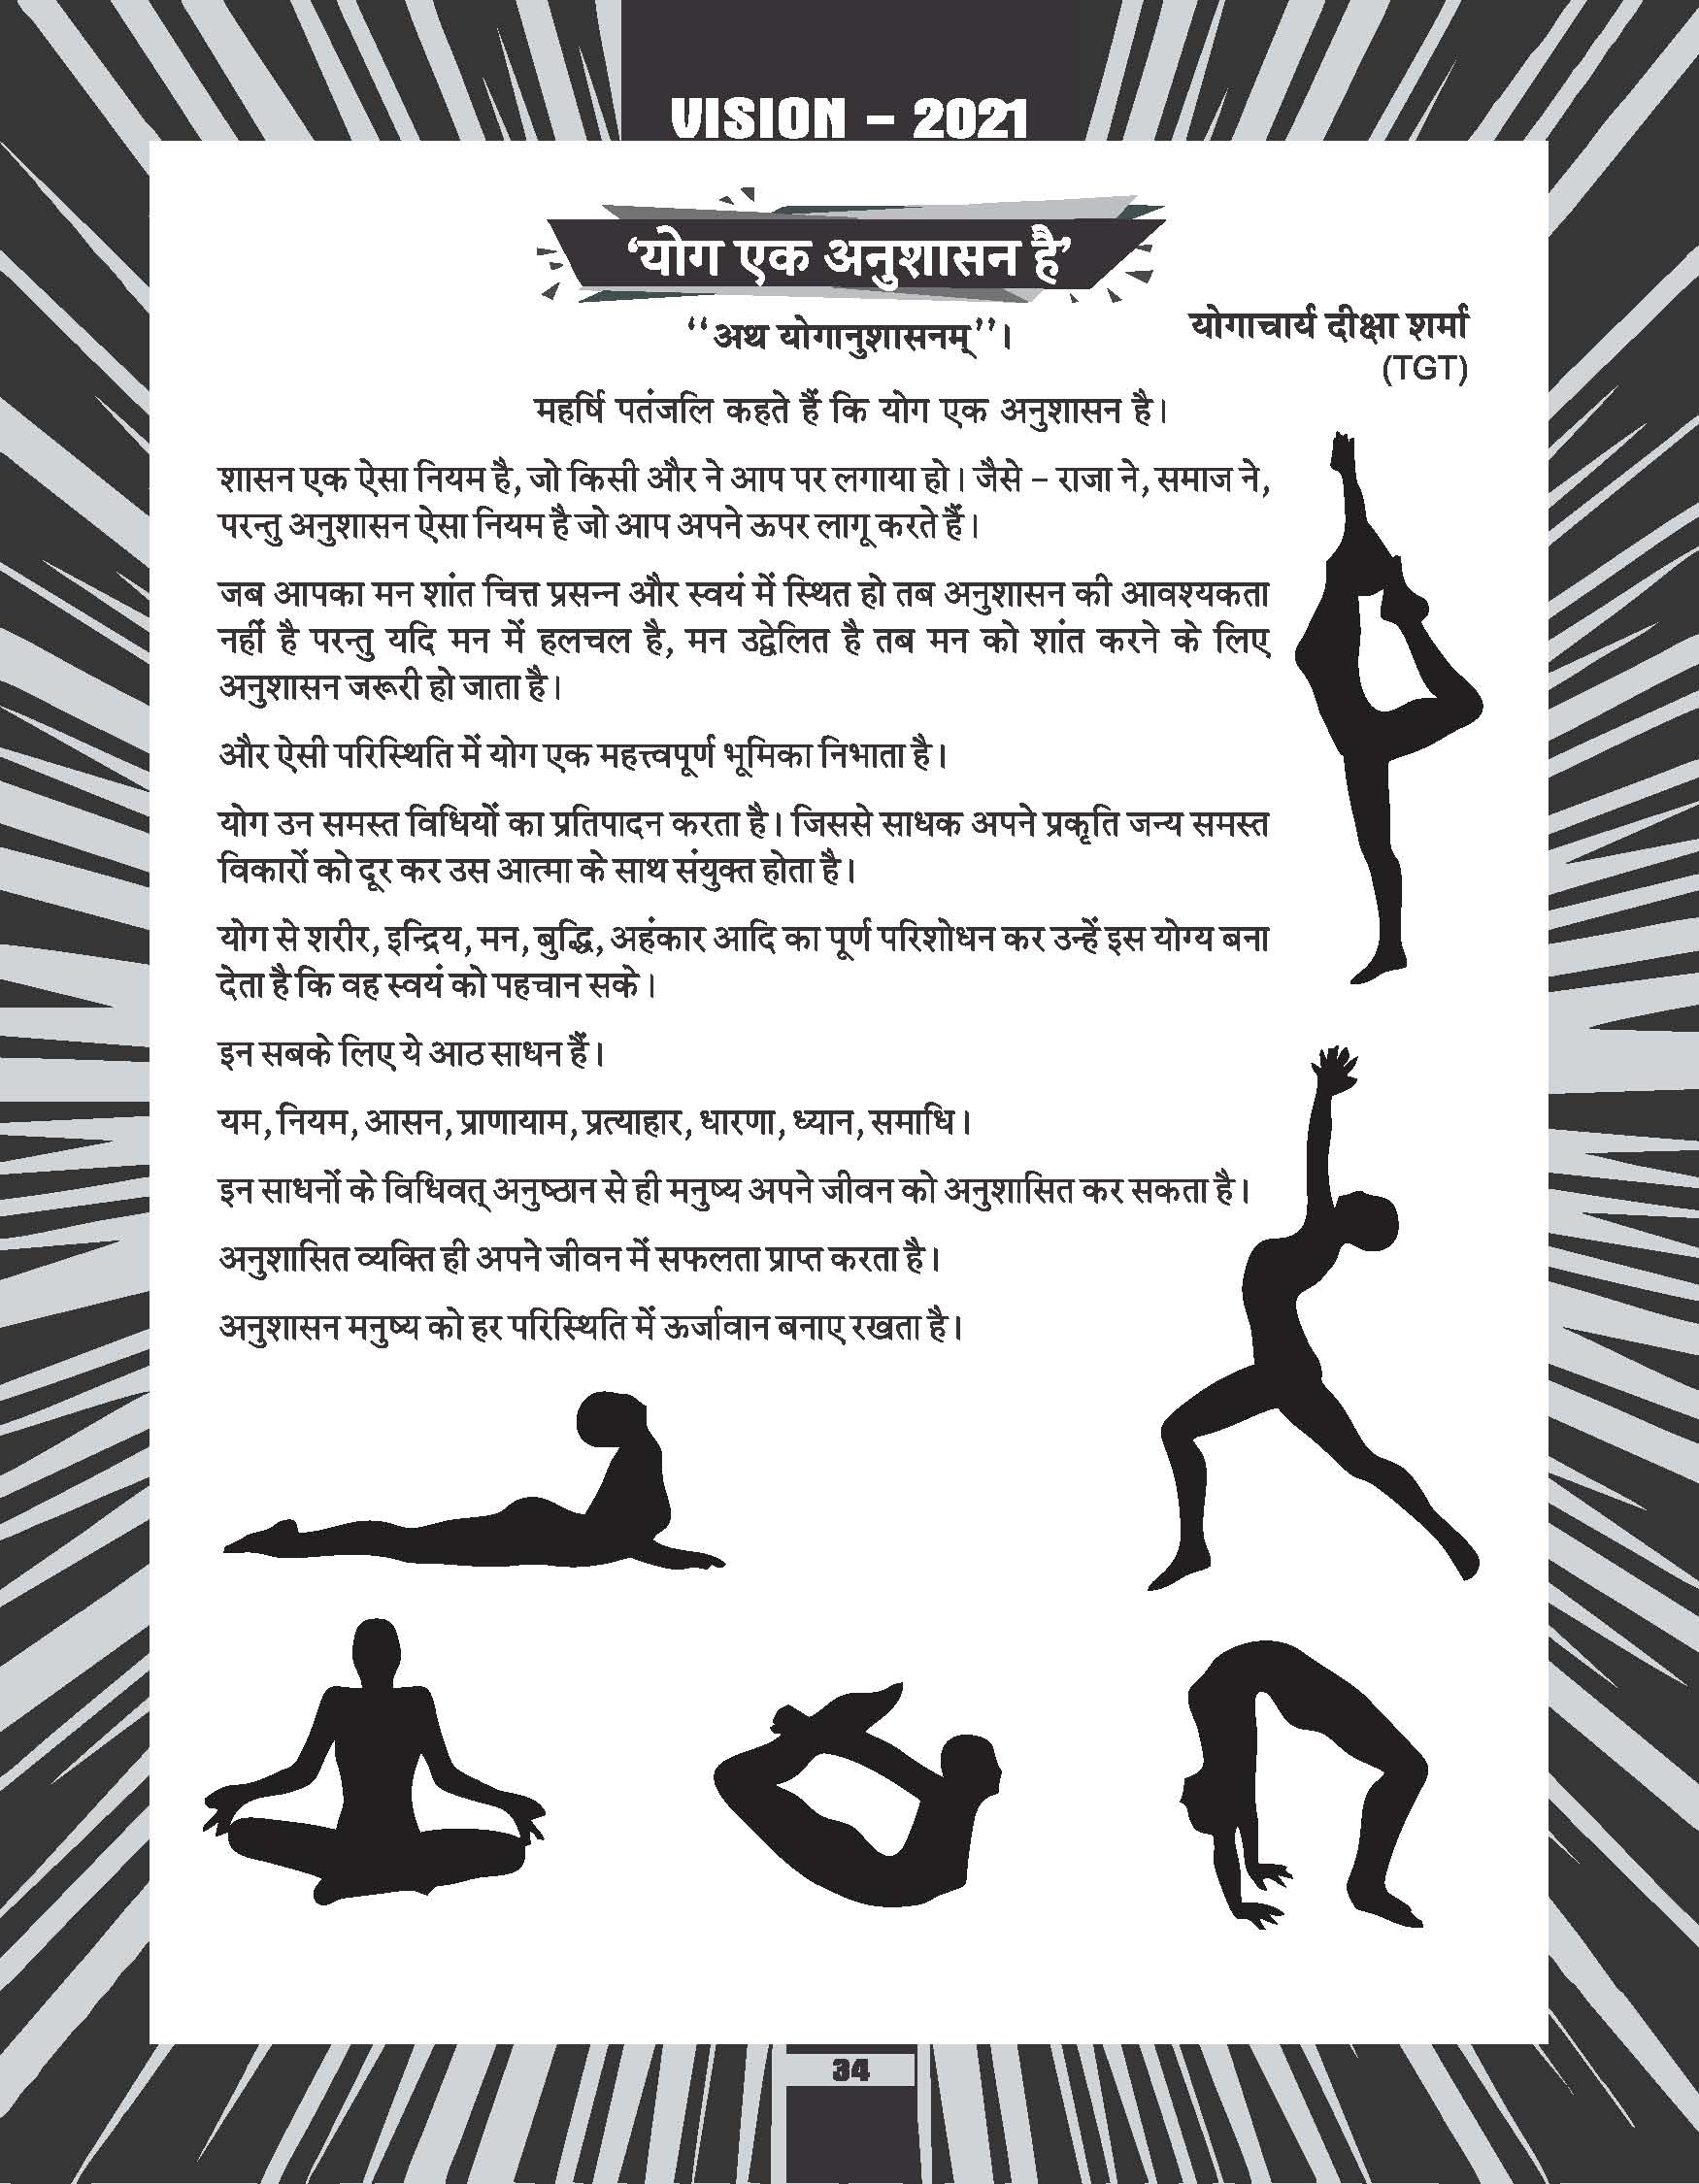 VISION – 2021
‘योग एक अनुशासन है’
‘‘अथ योगानुशासनम्’’।
योगाचार्य दीक्षा शर्मा
(TGT)
महर्षि पतंजलि कहते हैं कि योग एक अनुशासन है।
शासन एक ऐसा नियम है, जो किसी और ने आप पर लगाया हो। जैसे – राजा ने, समाज ने,
परन्तु अनुशासन ऐसा नियम है जो आप अपने ऊपर लागू करते हैं।
जब आपका मन शांत चित्त प्रसन्न और स्वयं में स्थित हो तब अनुशासन की आवश्यकता
नहीं है परन्तु यदि मन में हलचल है, मन उद्वेलित है तब मन को शांत करने के लिए
अनुशासन जरूरी हो जाता है।
और ऐसी परिस्थिति में योग एक महत्त्वपूर्ण भूमिका निभाता है।
योग उन समस्त विधियों का प्रतिपादन करता है। जिससे साधक अपने प्रकृति जन्य समस्त
विकारों को दूर कर उस आत्मा के साथ संयुक्त होता है।
योग से शरीर, इन्द्रिय, मन, बुद्धि, अहंकार आदि का पूर्ण परिशोधन कर उन्हें इस योग्य बना
देता है कि वह स्वयं को पहचान सके।
इन सबके लिए ये आठ साधन हैं।
यम, नियम, आसन, प्राणायाम, प्रत्याहार, धारणा, ध्यान, समाधि।
इन साधनों के विधिवत् अनुष्ठान से ही मनुष्य अपने जीवन को अनुशासित कर सकता है।
अनुशासित व्यक्ति ही अपने जीवन में सफलता प्राप्त करता है।
अनुशासन मनुष्य को हर परिस्थिति में ऊर्जावान बनाए रखता है।
34